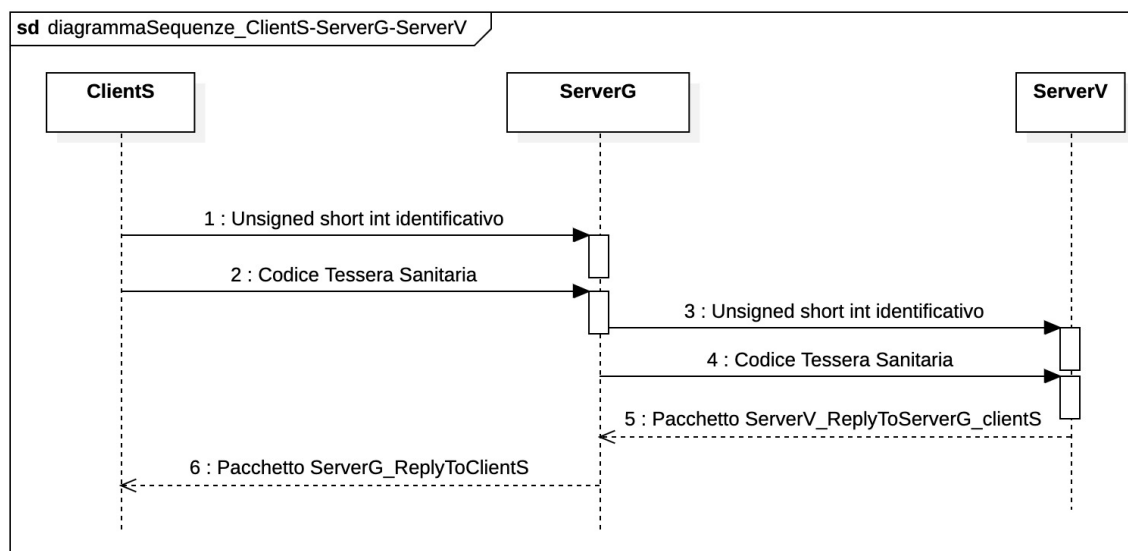 sd diagrammaSequenze_ClientS-ServerG-ServerV
ClientS
ServerG
ServerV
1 : Unsigned short int identificativo
2 : Codice Tessera Sanitaria
3 : Unsigned short int identificativo
4 : Codice Tessera Sanitaria
5 : Pacchetto ServerV_ReplyToServerG_clientS
6 : Pacchetto ServerG_ReplyToClientS